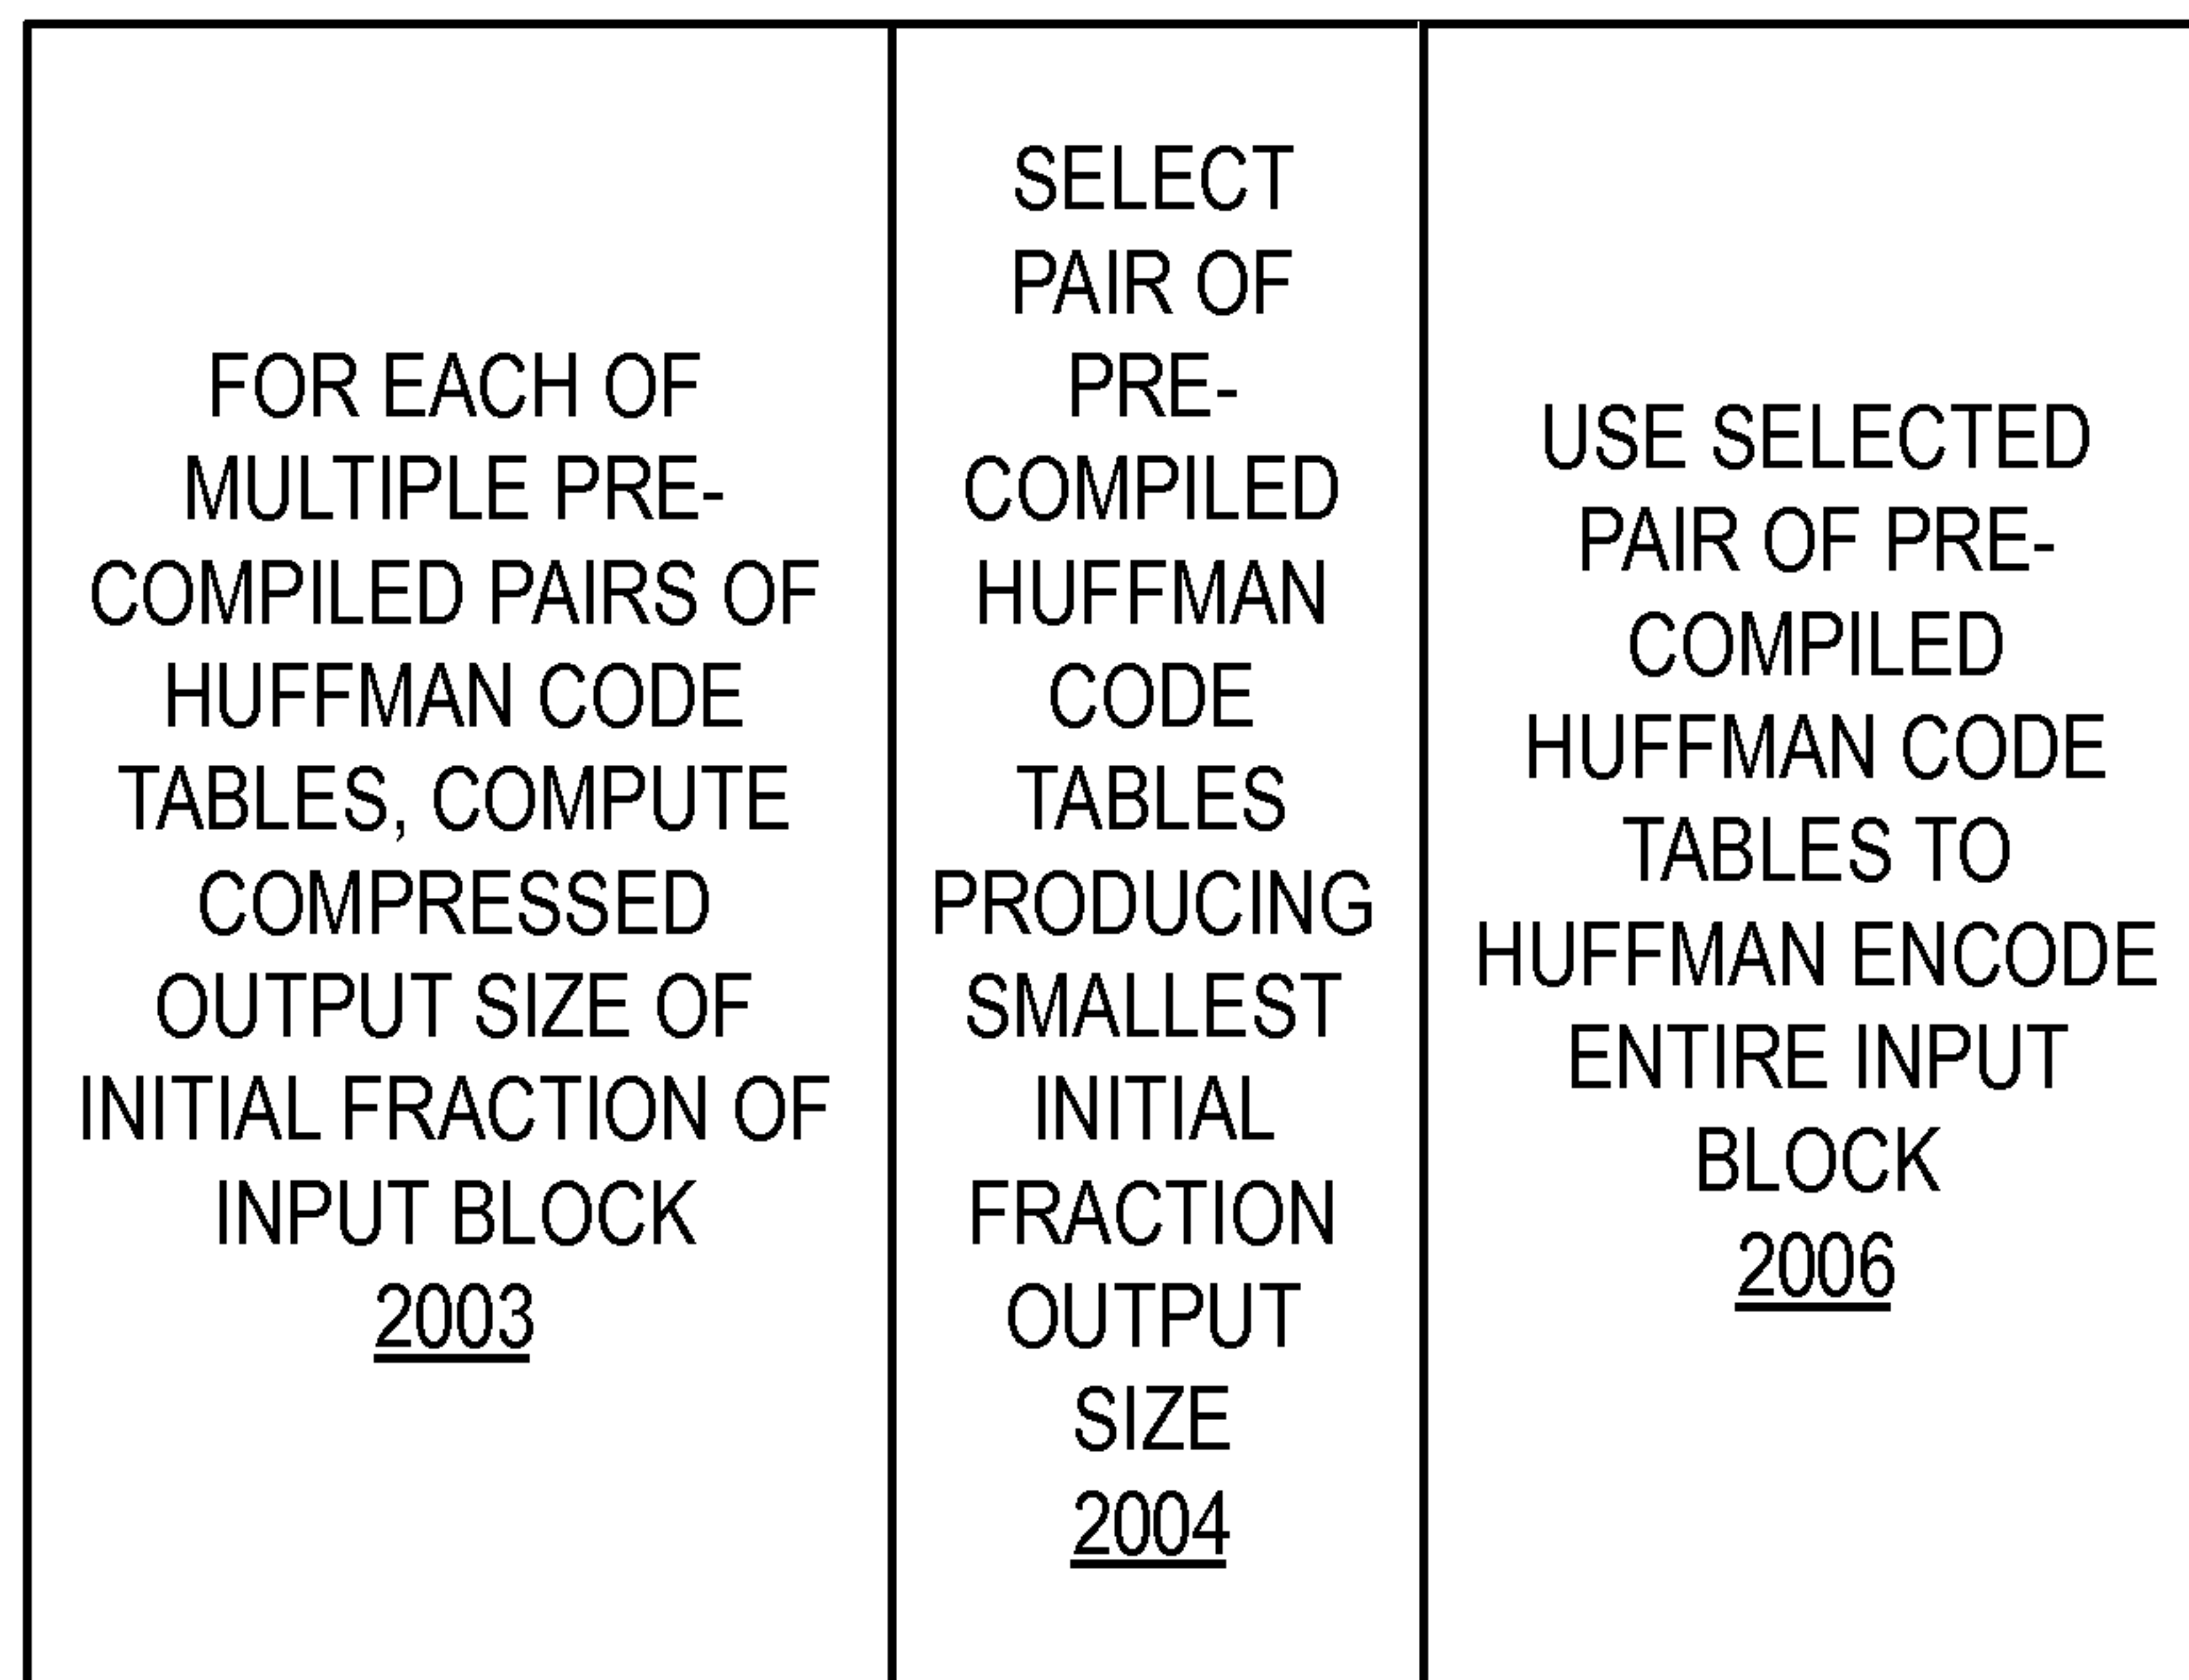 FOR EACH OF
MULTIPLE PRE-
COMPILED PAIRS OF
HUFFMAN CODE
TABLES, COMPUTE
COMPRESSED
OUTPUT SIZE OF
INITIAL FRACTION OF
INPUT BLOCK
2003
SELECT
PAIR OF
PRE-
COMPILED
HUFFMAN
CODE
TABLES
PRODUCING
SMALLEST
INITIAL
FRACTION
OUTPUT
SIZE
2004
USE SELECTED
PAIR OF PRE-
COMPILED
HUFFMAN CODE
TABLES TO
HUFFMAN ENCODE
ENTIRE INPUT
BLOCK
2006